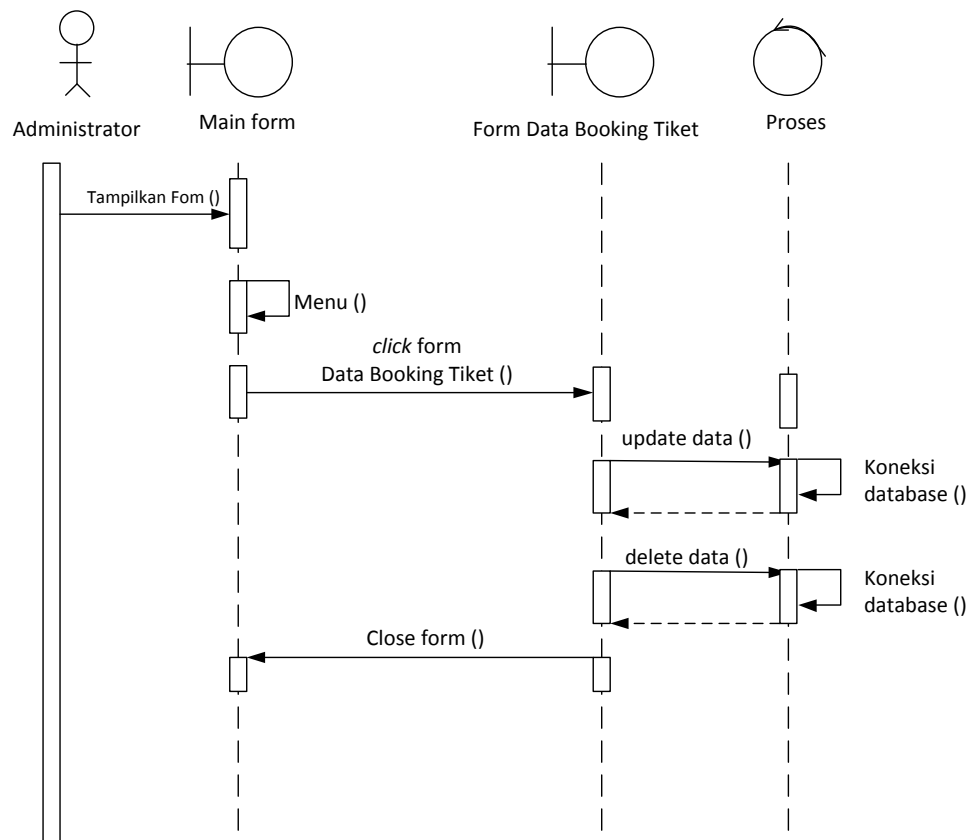 Administrator
Main form
Form Data Booking Tiket
Proses
Tampilkan Fom ()
Menu ()
click form
Data Booking Tiket ()
update data ()
Koneksi
database ()
delete data ()
Koneksi
database ()
Close form ()